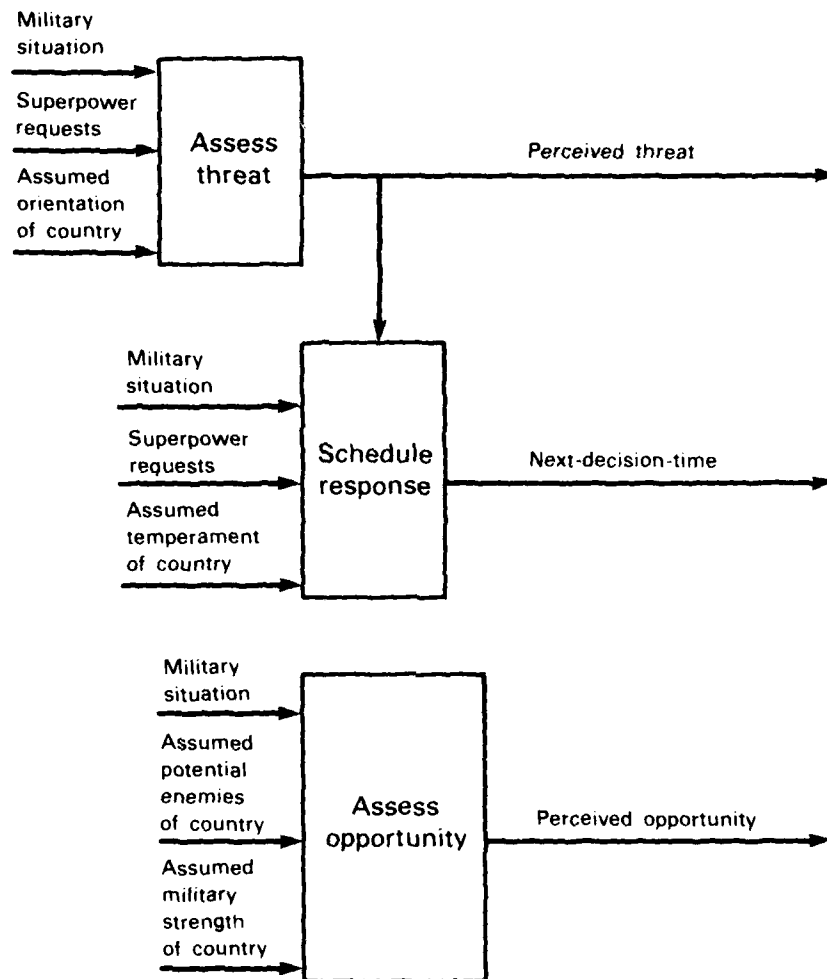 Military
situation
Superpower
requests
Assumed
orientation
of country
Assess
threat
Perceived threat
Military
situation
Superpower
requests
Assumed
temperament
of country
Schedule
response
Next-decision-time
Military
situation
Assumed
potential
enemies
of country
Assumed
military
strength
of country
Assess
opportunity
Perceived opportunity